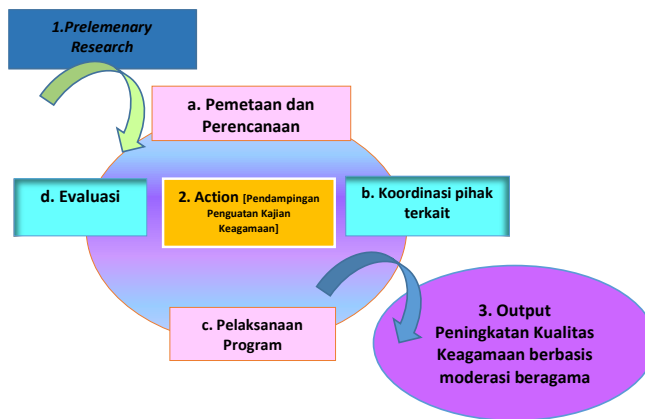 1.Prelemenary
Research
a. Pemetaan dan
Perencanaan
d. Evaluasi
2. Action [Pendampingan
Penguatan Kajian
Keagamaan]
b. Koordinasi pihak
terkait
c. Pelaksanaan
Program
3. Output
Peningkatan Kualitas
Keagamaan berbasis
moderasi beragama